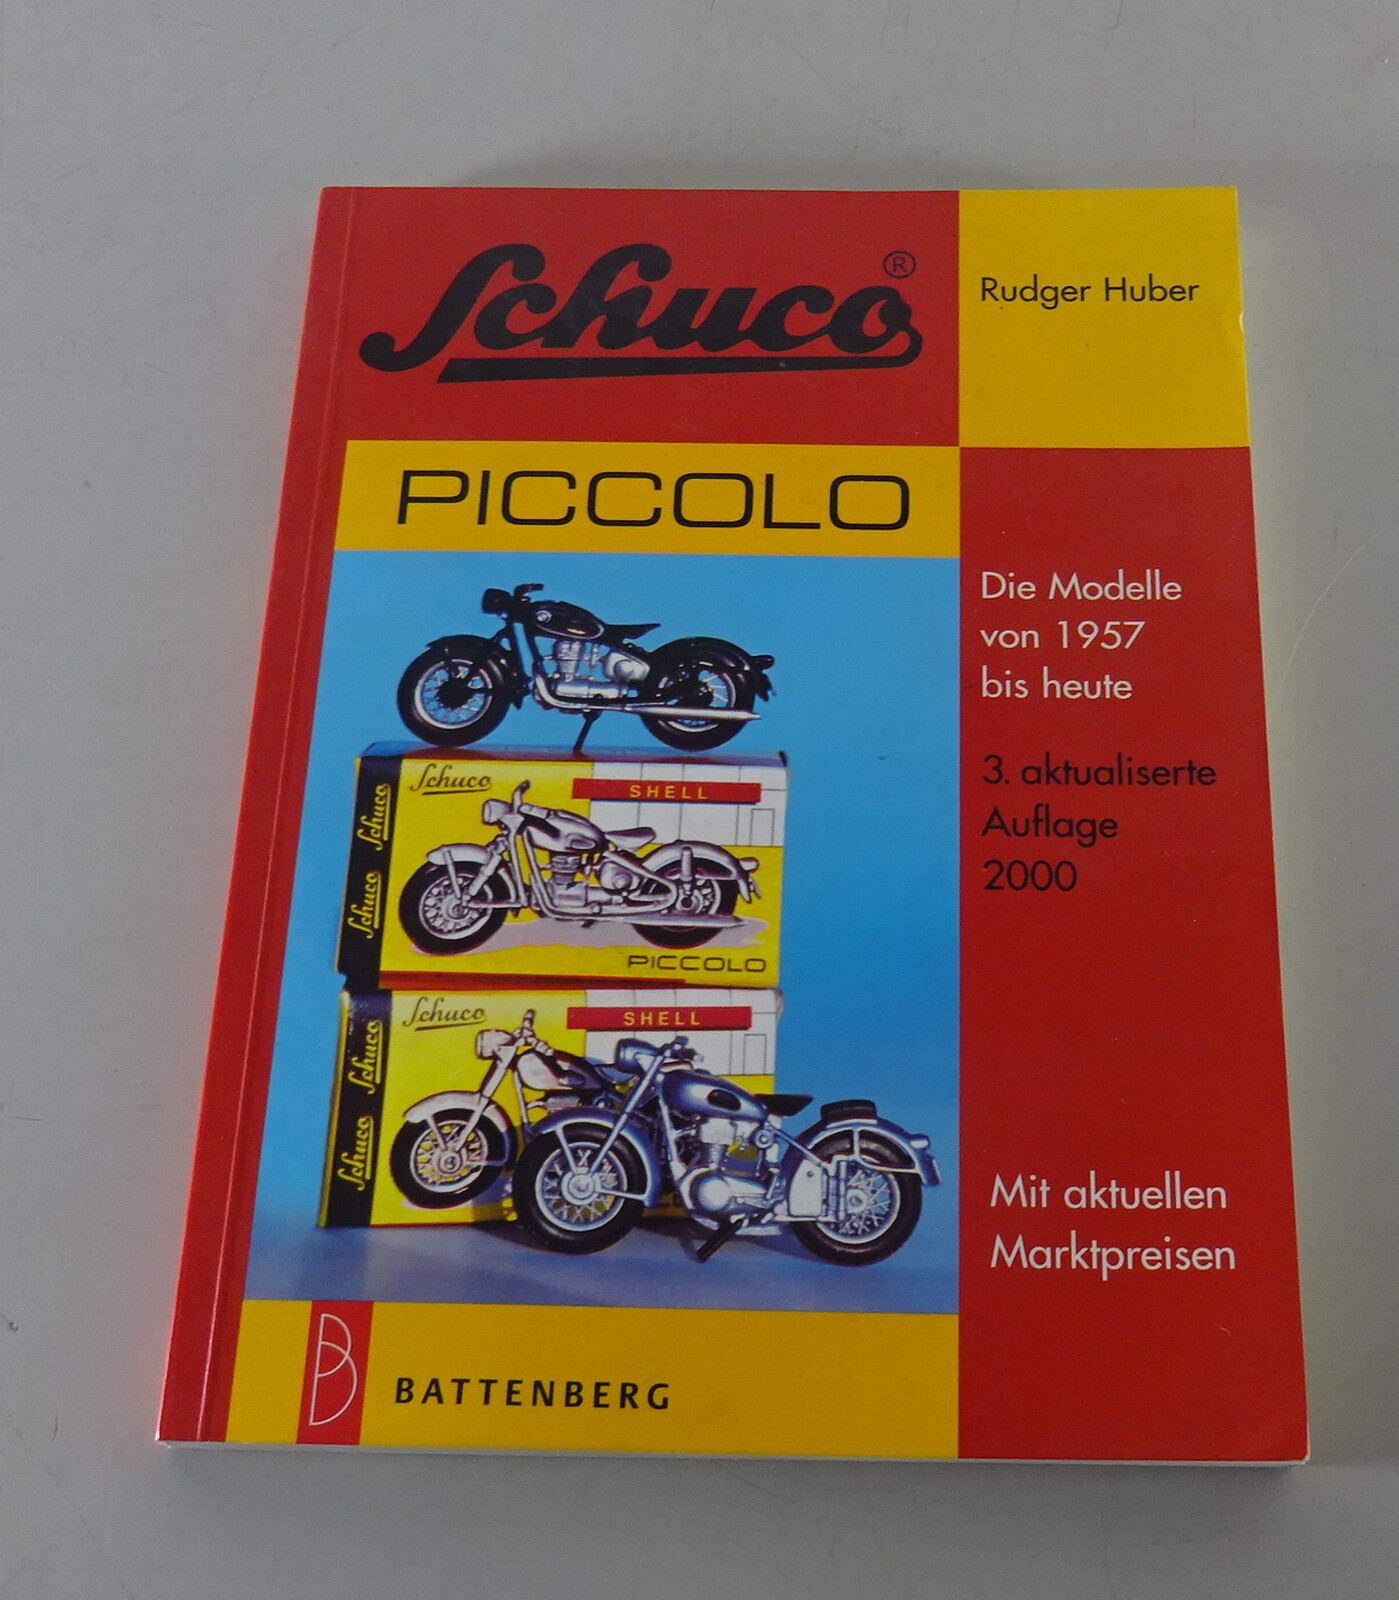 Schuco®
Rudger Huber
PICCOLO
Die Modelle
von 1957
bis heute
3. aktualiserte
Auflage
2000
Schuco
SHELL
Schuco
Schuco
PICCOLO
Schuco
SHELL
Schuco
Schuco
Mit aktuellen
Marktpreisen
BATTENBERG